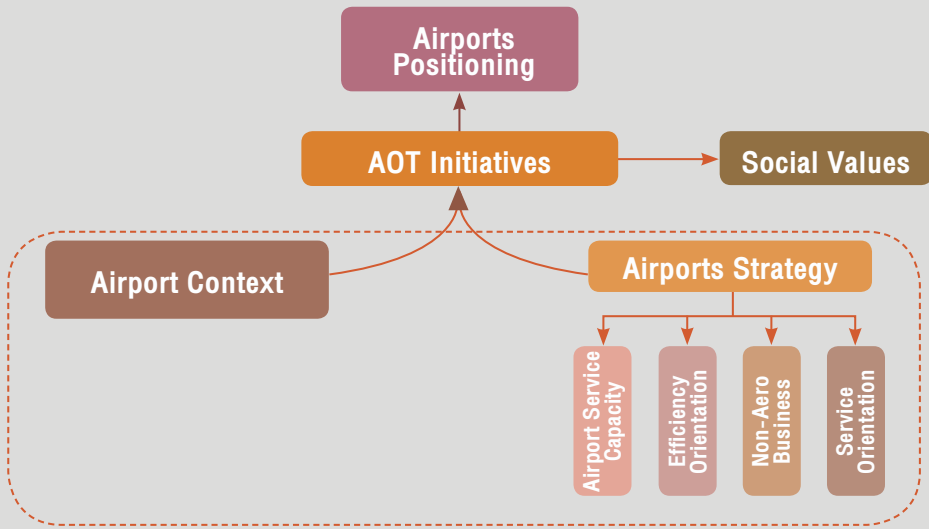 Airports
Positioning
AOT Initiatives
Social Values
Airport Context
Airports Strategy
Airport Service
Capacity
Efficiency
Orientation
Non-Aero
Business
Service
Orientation